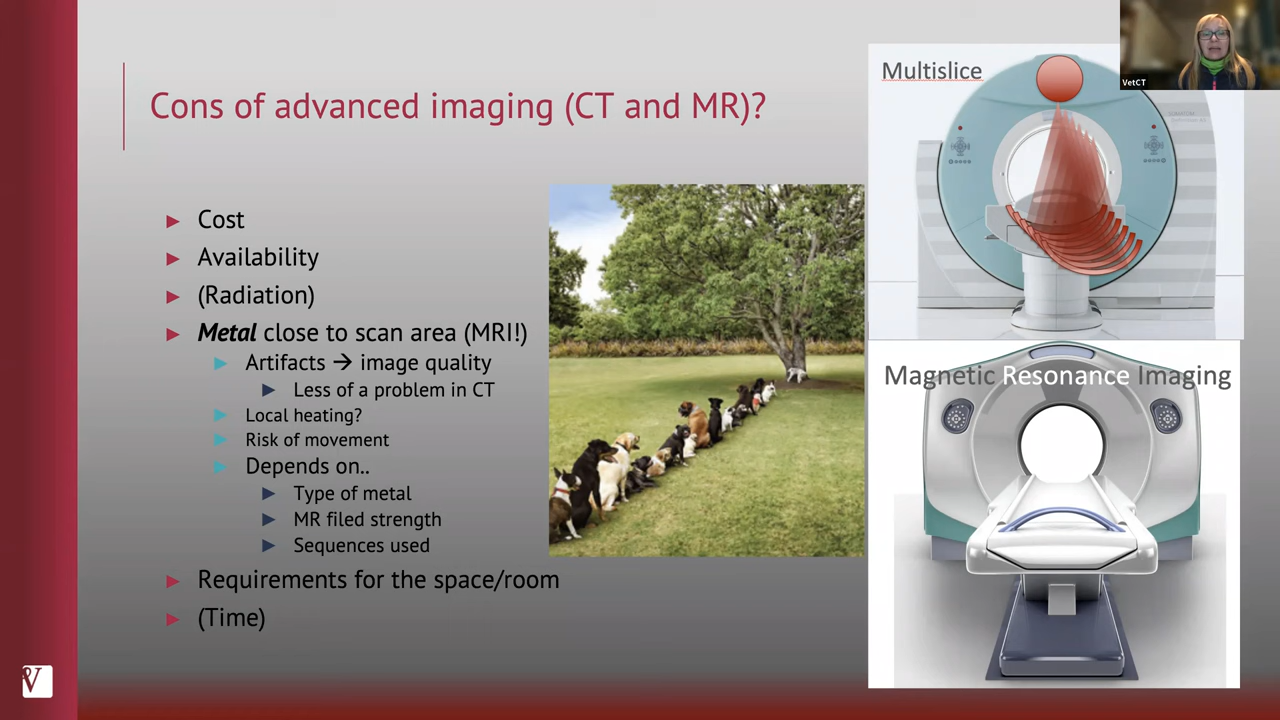 Cons of advanced imaging (CT and MR)?
Cost
Availability
(Radiation)
Metal close to scan area (MRI!)
Artifacts → image quality
Less of a problem in CT
Local heating?
Risk of movement
Depends on..
Type of metal
MR filed strength
Sequences used
Requirements for the space/room
(Time)
Multislice
Magnetic Resonance Imaging
VetCT
V